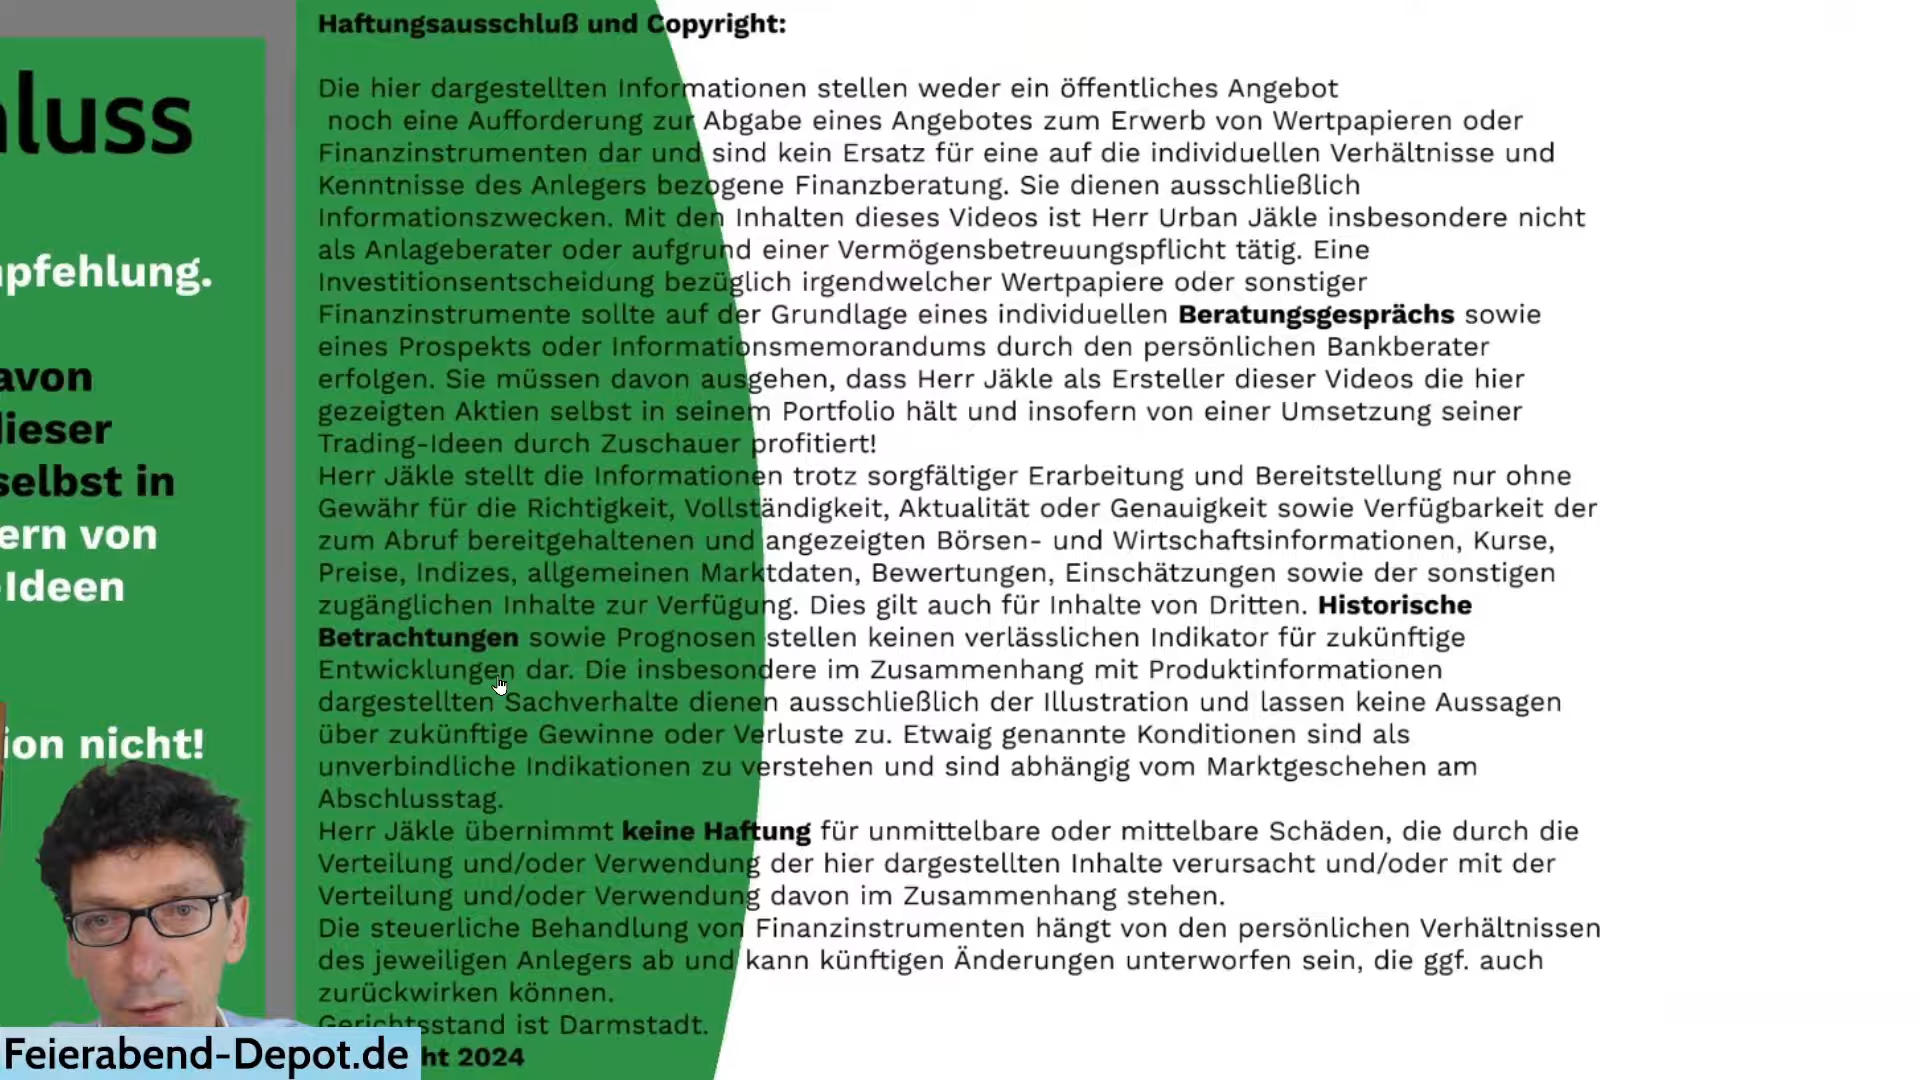 Haftungsausschluß und Copyright:
Die hier dargestellten Informationen stellen weder ein öffentliches Angebot
noch eine Aufforderung zur Abgabe eines Angebotes zum Erwerb von Wertpapieren oder
Finanzinstrumenten dar und sind kein Ersatz für eine auf die individuellen Verhältnisse und
Kenntnisse des Anlegers bezogene Finanzberatung. Sie dienen ausschließlich
Informationszwecken. Mit den Inhalten dieses Videos ist Herr Urban Jäkle insbesondere nicht
als Anlageberater oder aufgrund einer Vermögensbetreuungspflicht tätig. Eine
Investitionsentscheidung bezüglich irgendwelcher Wertpapiere oder sonstiger
Finanzinstrumente sollte auf der Grundlage eines individuellen Beratungsgesprächs sowie
eines Prospekts oder Informationsmemorandums durch den persönlichen Bankberater
erfolgen. Sie müssen davon ausgehen, dass Herr Jäkle als Ersteller dieser Videos die hier
gezeigten Aktien selbst in seinem Portfolio hält und insofern von einer Umsetzung seiner
Trading-Ideen durch Zuschauer profitiert!
Herr Jäkle stellt die Informationen trotz sorgfältiger Erarbeitung und Bereitstellung nur ohne
Gewähr für die Richtigkeit, Vollständigkeit, Aktualität oder Genauigkeit sowie Verfügbarkeit der
zum Abruf bereitgehaltenen und angezeigten Börsen- und Wirtschaftsinformationen, Kurse,
Preise, Indizes, allgemeinen Marktdaten, Bewertungen, Einschätzungen sowie der sonstigen
zugänglichen Inhalte zur Verfügung. Dies gilt auch für Inhalte von Dritten. Historische
Betrachtungen sowie Prognosen stellen keinen verlässlichen Indikator für zukünftige
Entwicklungen dar. Die insbesondere im Zusammenhang mit Produktinformationen
dargestellten Sachverhalte dienen ausschließlich der Illustration und lassen keine Aussagen
über zukünftige Gewinne oder Verluste zu. Etwaig genannte Konditionen sind als
unverbindliche Indikationen zu verstehen und sind abhängig vom Marktgeschehen am
Abschlusstag.
Herr Jäkle übernimmt keine Haftung für unmittelbare oder mittelbare Schäden, die durch die
Verteilung und/oder Verwendung der hier dargestellten Inhalte verursacht und/oder mit der
Verteilung und/oder Verwendung davon im Zusammenhang stehen.
Die steuerliche Behandlung von Finanzinstrumenten hängt von den persönlichen Verhältnissen
des jeweiligen Anlegers ab und kann künftigen Änderungen unterworfen sein, die ggf. auch
zurückwirken können.
Gerichtsstand ist Darmstadt.
ht 2024
luss
pfehlung.
avon
ieser
selbst in
ern von
-Ideen
ion nicht!
Feierabend-Depot.de